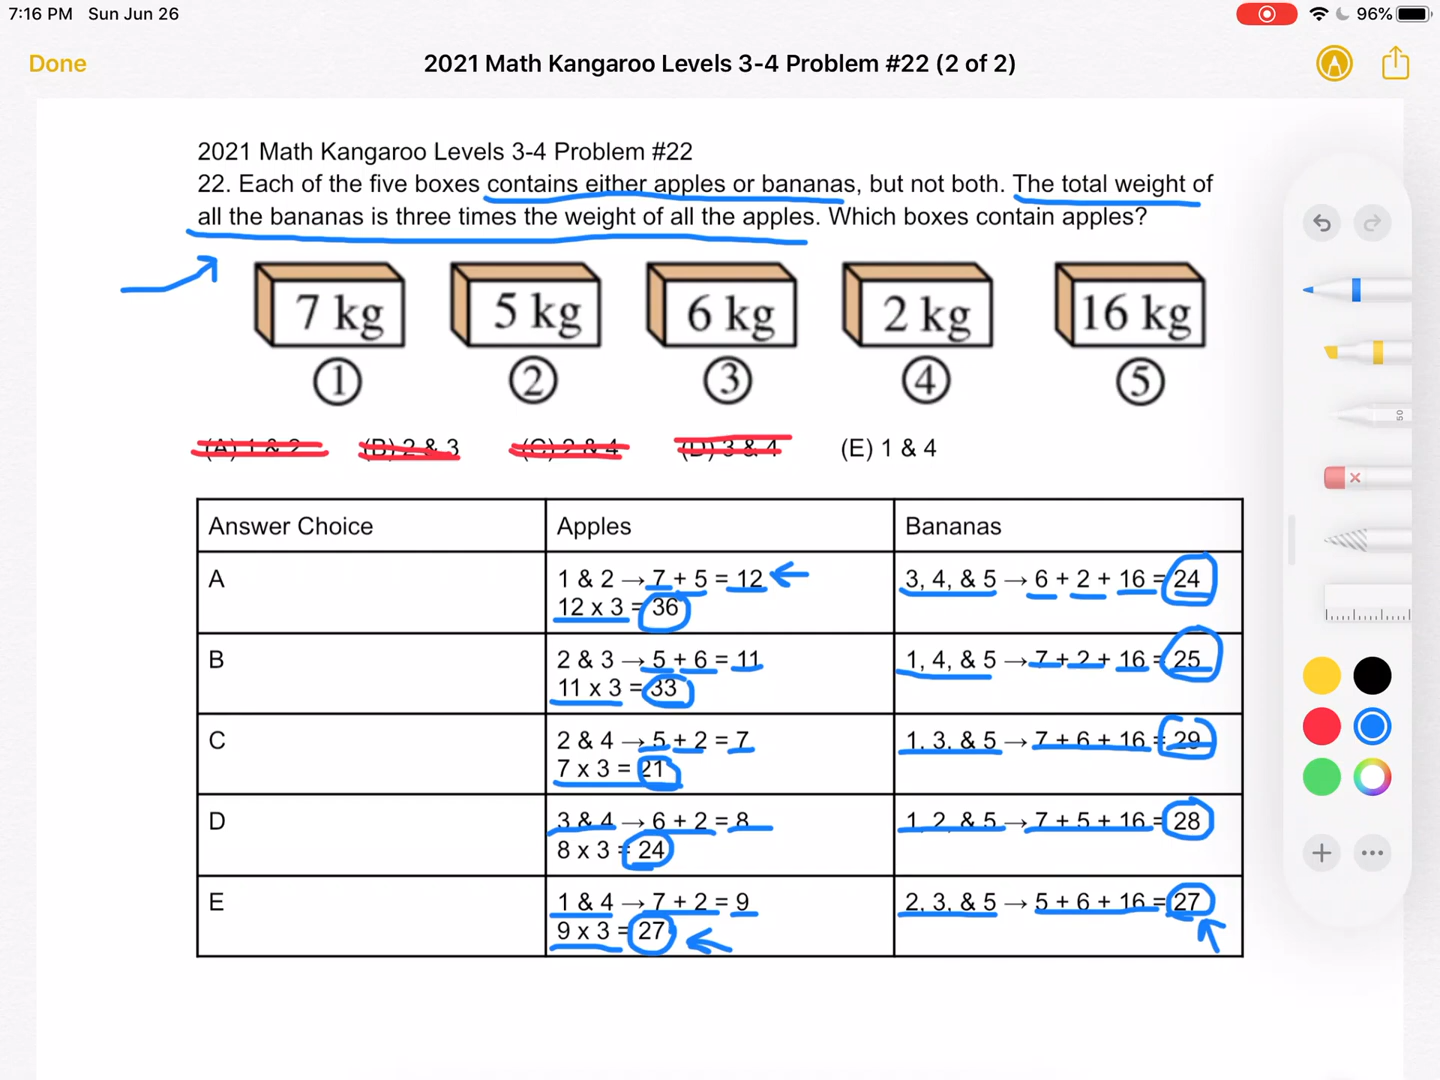 7:16 PM Sun Jun 26
96%
Done
2021 Math Kangaroo Levels 3-4 Problem #22 (2 of 2)
2021 Math Kangaroo Levels 3-4 Problem #22
22. Each of the five boxes contains either apples or bananas, but not both. The total weight of
all the bananas is three times the weight of all the apples. Which boxes contain apples?
7 kg 5 kg 6 kg 2 kg 16 kg
1 2 3 4 5
(A) 1 & 2 (B) 2 & 3 (C) 2 & 4 (D) 3 & 4 (E) 1 & 4
Answer Choice Apples Bananas
A 1 & 2 → 7 + 5 = 12 3, 4, & 5 → 6 + 2 + 16 = 24
12 x 3 = 36
B 2 & 3 → 5 + 6 = 11 1, 4, & 5 → 7 + 2 + 16 = 25
11 x 3 = 33
C 2 & 4 → 5 + 2 = 7 1, 3, & 5 → 7 + 6 + 16 = 29
7 x 3 = 21
D 3 & 4 → 6 + 2 = 8 1, 2, & 5 → 7 + 5 + 16 = 28
8 x 3 = 24
E 1 & 4 → 7 + 2 = 9 2, 3, & 5 → 5 + 6 + 16 = 27
9 x 3 = 27
50